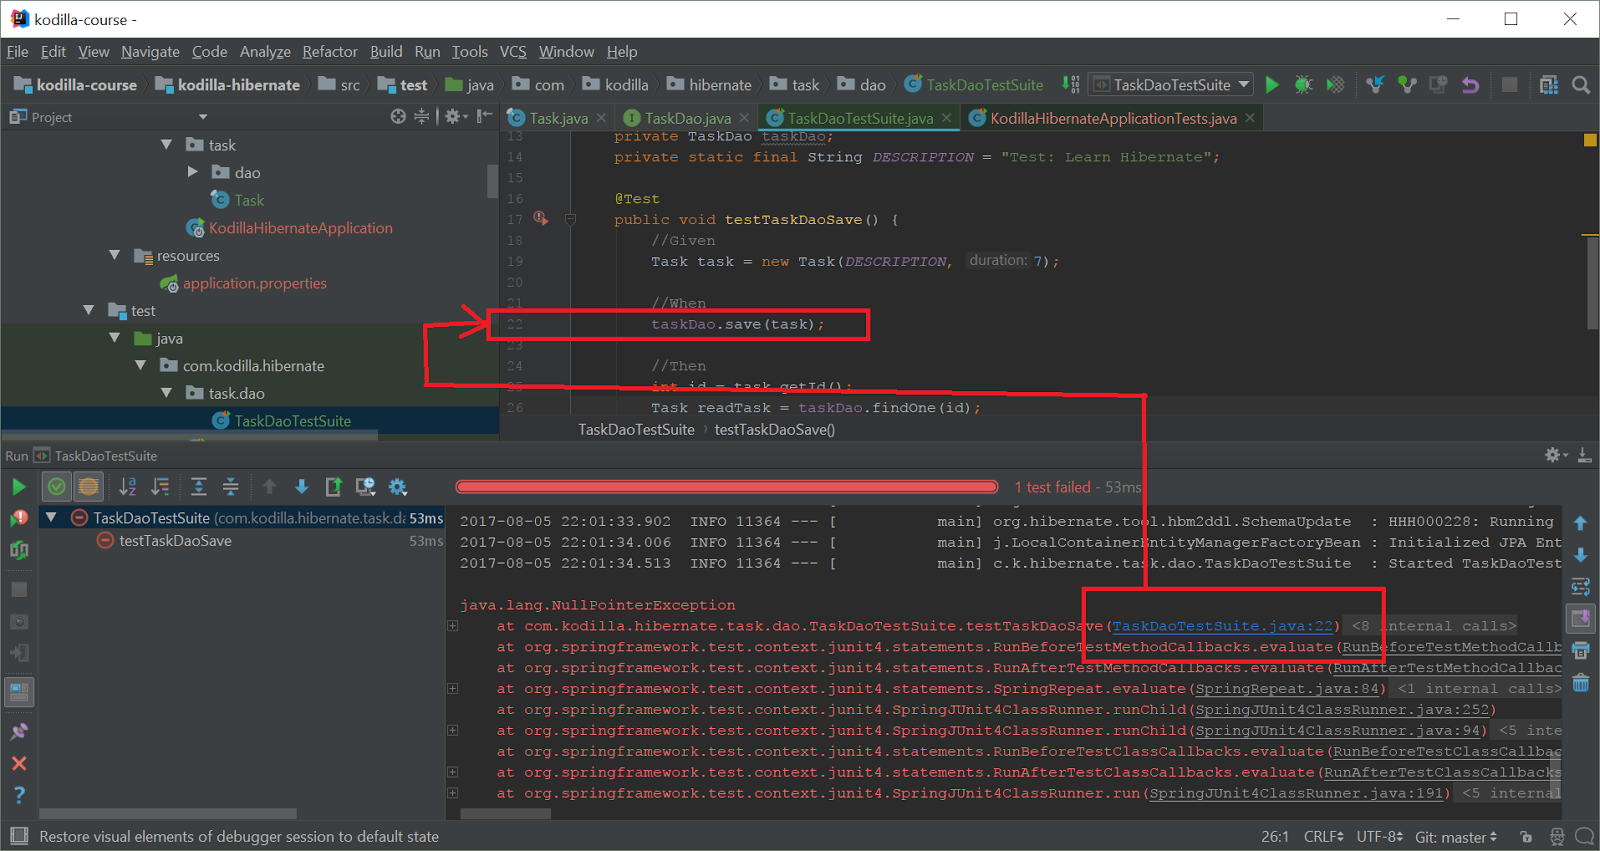 kodilla-course -
File Edit View Navigate Code Analyze Refactor Build Run Tools VCS Window Help
kodilla-course kodilla-hibernate src test java com kodilla hibernate task dao TaskDaoTestSuite TaskDaoTestSuite
Project
Task.java TaskDao.java TaskDaoTestSuite.java KodillaHibernateApplicationTests.java
task
dao
Task
KodillaHibernateApplication
resources
application.properties
test
java
com.kodilla.hibernate
task.dao
TaskDaoTestSuite
13 private TaskDao taskDao;
14 private static final String DESCRIPTION = "Test: Learn Hibernate";
15
16 @Test
17 public void testTaskDaoSave() {
18 //Given
19 Task task = new Task(DESCRIPTION, duration: 7);
20
21 //When
22 taskDao.save(task);
23
24 //Then
25 int id = task.getId();
26 Task readTask = taskDao.findOne(id);
TaskDaoTestSuite testTaskDaoSave()
Run TaskDaoTestSuite
1 test failed - 53ms
TaskDaoTestSuite (com.kodilla.hibernate.task.da 53ms
testTaskDaoSave 53ms
2017-08-05 22:01:33.902 INFO 11364 --- [ main] org.hibernate.tool.hbm2ddl.SchemaUpdate : HHH000228: Running
2017-08-05 22:01:34.006 INFO 11364 --- [ main] j.LocalContainerEntityManagerFactoryBean : Initialized JPA Ent
2017-08-05 22:01:34.513 INFO 11364 --- [ main] c.k.hibernate.task.dao.TaskDaoTestSuite : Started TaskDaoTest
java.lang.NullPointerException
at com.kodilla.hibernate.task.dao.TaskDaoTestSuite.testTaskDaoSave(TaskDaoTestSuite.java:22) <8 internal calls>
at org.springframework.test.context.junit4.statements.RunBeforeTestMethodCallbacks.evaluate(RunBeforeTestMethodCallb
at org.springframework.test.context.junit4.statements.RunAfterTestMethodCallbacks.evaluate(RunAfterTestMethodCallbac
at org.springframework.test.context.junit4.statements.SpringRepeat.evaluate(SpringRepeat.java:84) <1 internal calls>
at org.springframework.test.context.junit4.SpringJUnit4ClassRunner.runChild(SpringJUnit4ClassRunner.java:252)
at org.springframework.test.context.junit4.SpringJUnit4ClassRunner.runChild(SpringJUnit4ClassRunner.java:94) <5 inte
at org.springframework.test.context.junit4.statements.RunBeforeTestClassCallbacks.evaluate(RunBeforeTestClassCallbac
at org.springframework.test.context.junit4.statements.RunAfterTestClassCallbacks.evaluate(RunAfterTestClassCallbacks
at org.springframework.test.context.junit4.SpringJUnit4ClassRunner.run(SpringJUnit4ClassRunner.java:191) <5 internal
Restore visual elements of debugger session to default state 26:1 CRLF UTF-8 Git: master